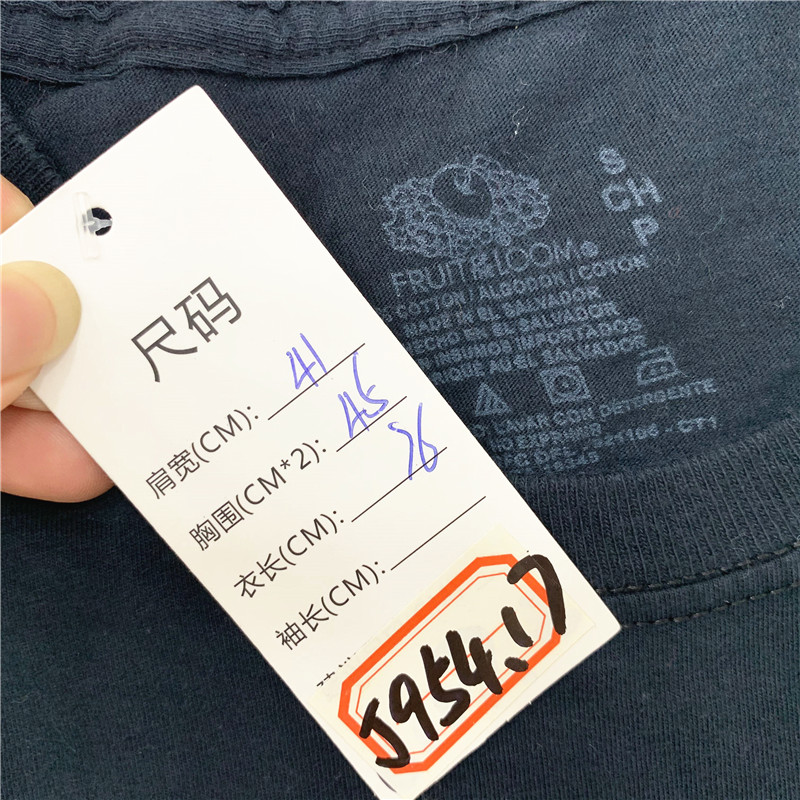 尺码
肩宽(CM): 41
胸围(CM*2): 45
衣长(CM):
袖长(CM):
J954.17
S
CH
P
FRUIT OF THE LOOM®
COTTON / ALGODON / COTON
MADE IN EL SALVADOR
HECHO EN EL SALVADOR
INSUMOS IMPORTADOS
LAVAR CON DETERGENTE
CT1